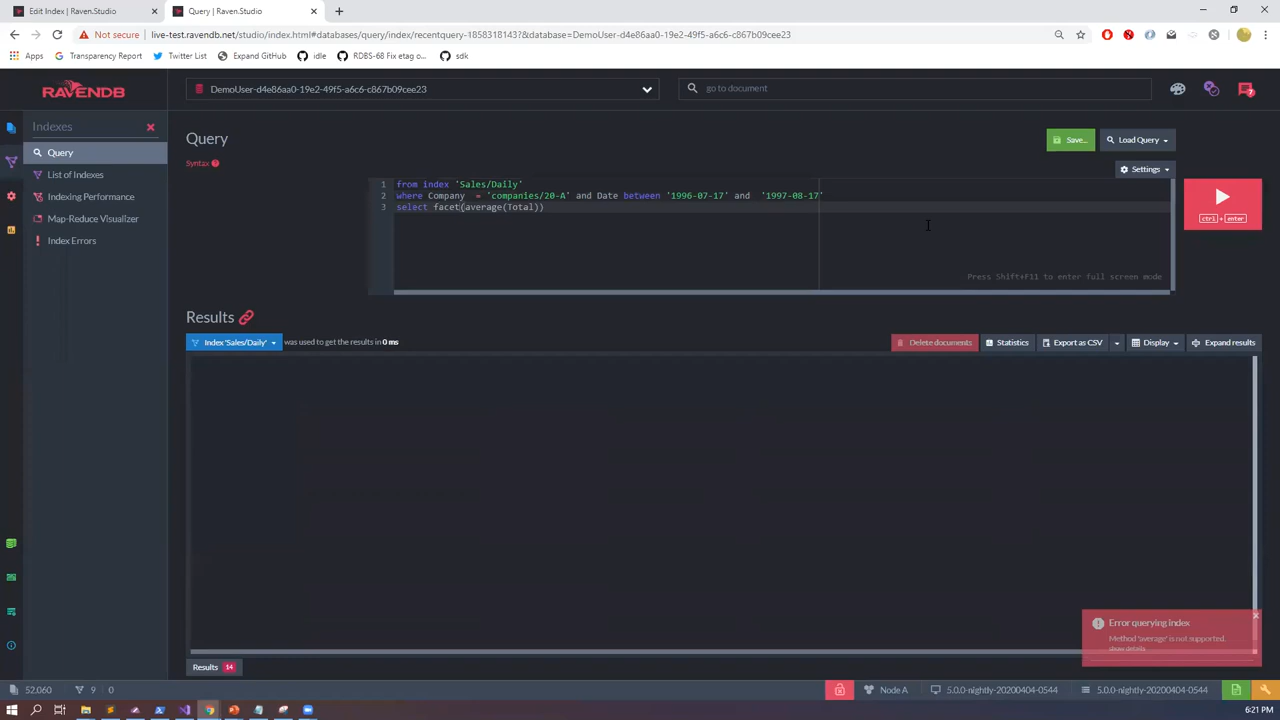 Edit Index | Raven.Studio
Query | Raven.Studio
Not secure | live-test.ravendb.net/studio/index.html#databases/query/index/recentquery-1858318143?&database=DemoUser-d4e86aa0-19e2-49f5-a6c6-c867b09cee23
Apps Transparency Report Twitter List Expand GitHub idle RDBS-68 Fix etag o... sdk
RAVENDB
DemoUser-d4e86aa0-19e2-49f5-a6c6-c867b09cee23
go to document
7
Indexes
Query
List of Indexes
Indexing Performance
Map-Reduce Visualizer
Index Errors
Query
Save...
Load Query
Syntax
Settings
1 from index 'Sales/Daily'
2 where Company = 'companies/20-A' and Date between '1996-07-17' and '1997-08-17'
3 select facet(average(Total))
ctrl + enter
Press Shift+F11 to enter full screen mode
Results
Index 'Sales/Daily' was used to get the results in 0 ms
Delete documents Statistics Export as CSV Display Expand results
Error querying index
Method 'average' is not supported.
show details
Results 14
52,060 9 0
Node A 5.0.0-nightly-20200404-0544 5.0.0-nightly-20200404-0544
6:21 PM